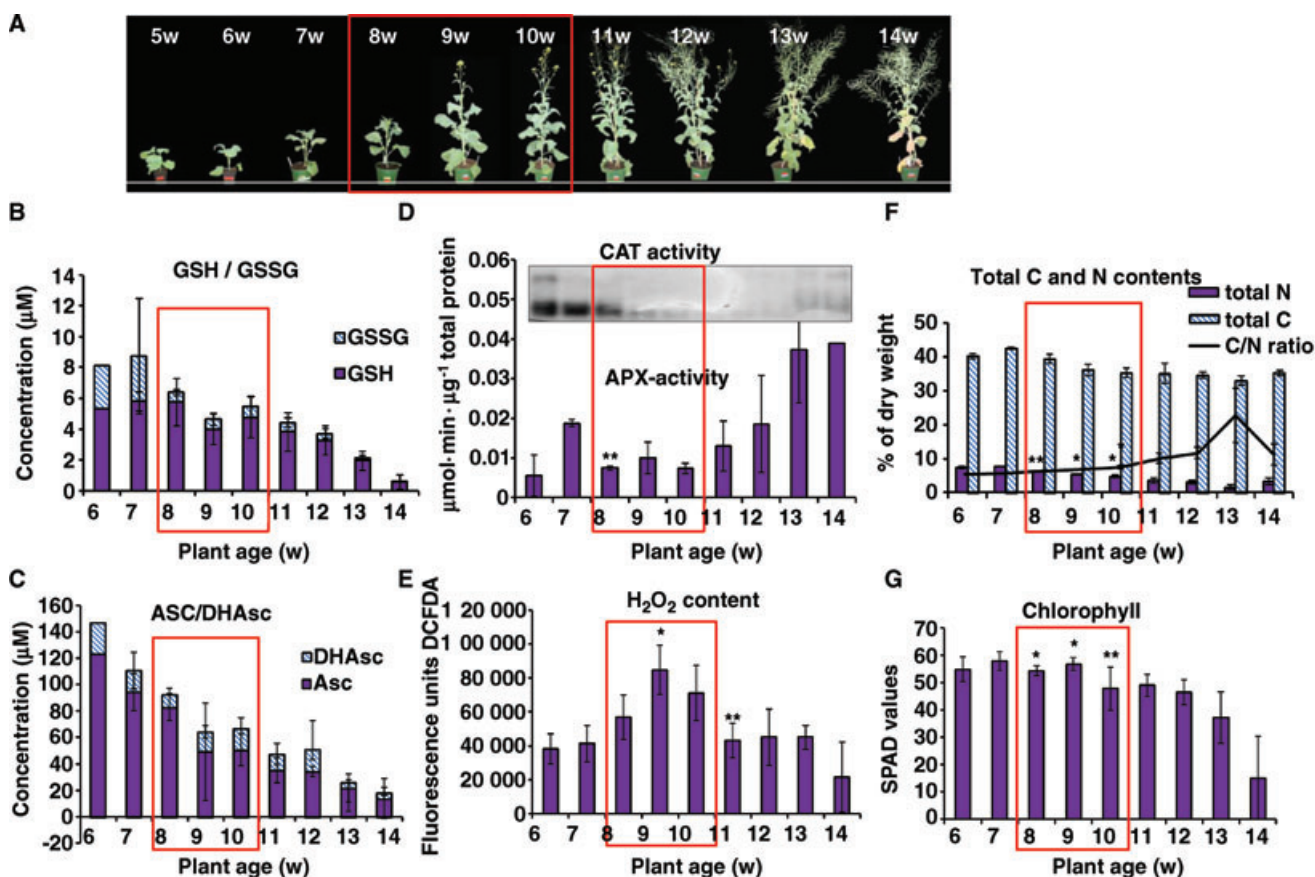 A
5w 6w 7w 8w 9w 10w 11w 12w 13w 14w
B
GSH / GSSG
Concentration (μM)
14
12
10
8
6
4
2
0
GSSG
GSH
6 7 8 9 10 11 12 13 14
Plant age (w)
C
ASC/DHAsc
Concentration (μM)
160
140
120
100
80
60
40
20
0
-20
DHAsc
Asc
6 7 8 9 10 11 12 13 14
Plant age (w)
D
CAT activity
μmol·min·μg⁻¹ total protein
0.06
0.05
0.04
0.03
0.02
0.01
0
APX-activity
**
6 7 8 9 10 11 12 13 14
Plant age (w)
E
H₂O₂ content
Fluorescence units DCFDA
1 20 000
1 00 000
80 000
60 000
40 000
20 000
0
*
**
6 7 8 9 10 11 12 13 14
Plant age (w)
F
Total C and N contents
% of dry weight
50
40
30
20
10
0
total N
total C
C/N ratio
** * *
6 7 8 9 10 11 12 13 14
Plant age (w)
G
Chlorophyll
SPAD values
70
60
50
40
30
20
10
0
* * **
6 7 8 9 10 11 12 13 14
Plant age (w)